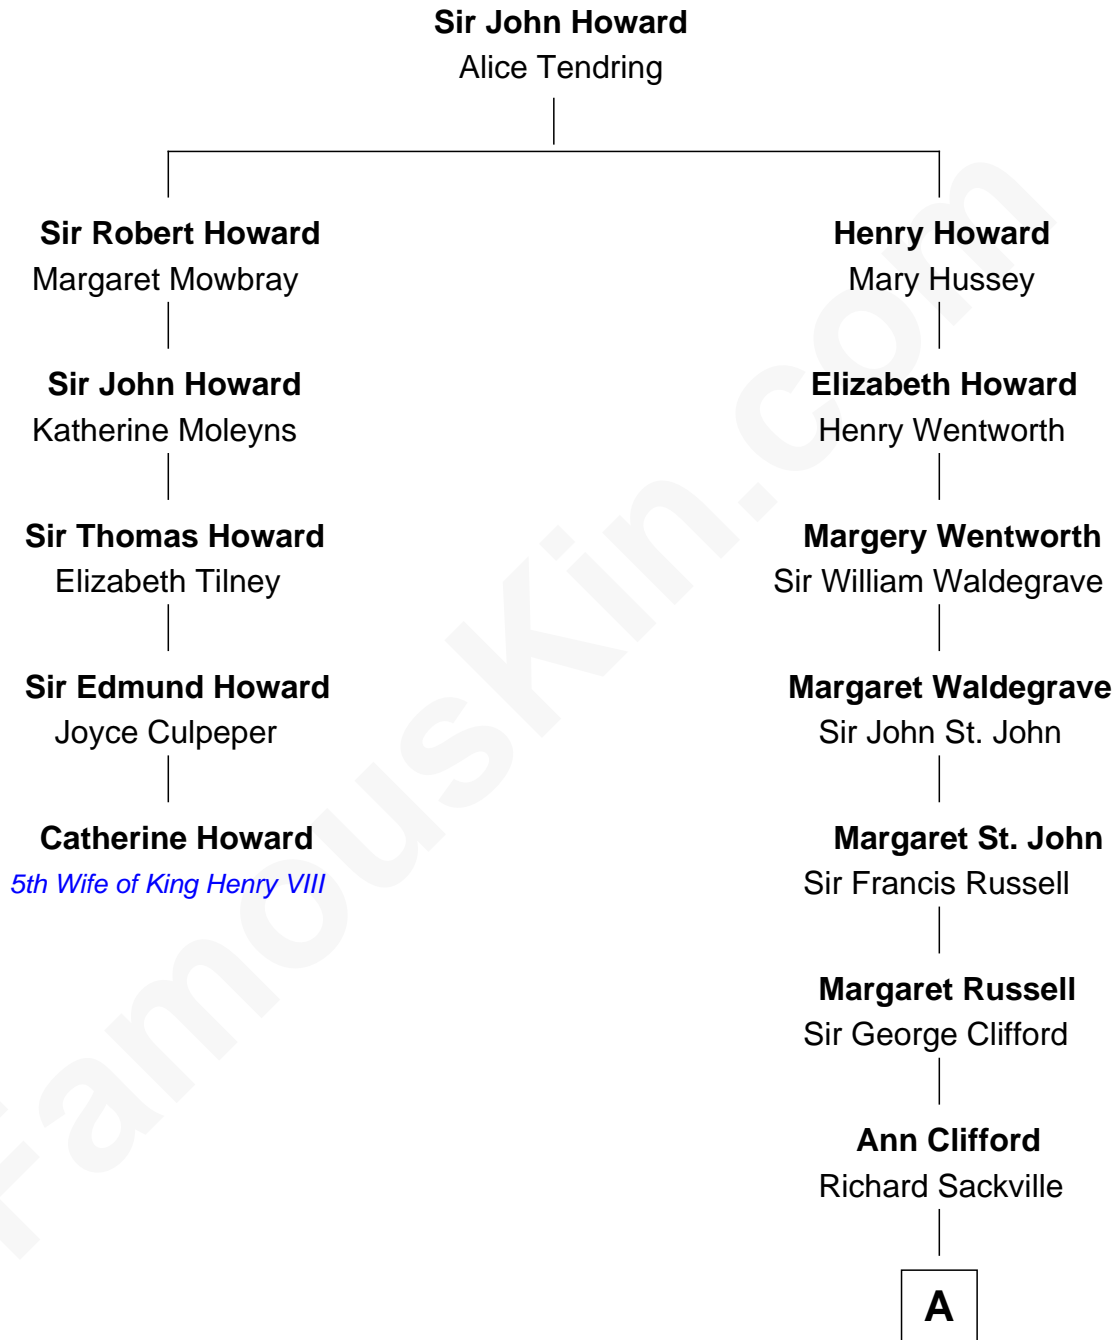 Sir John Howard
Alice Tendring
Sir Robert Howard
Margaret Mowbray
Sir John Howard
Katherine Moleyns
Sir Thomas Howard
Elizabeth Tilney
Sir Edmund Howard
Joyce Culpeper
Catherine Howard
5th Wife of King Henry VIII
Henry Howard
Mary Hussey
Elizabeth Howard
Henry Wentworth
Margery Wentworth
Sir William Waldegrave
Margaret Waldegrave
Sir John St. John
Margaret St. John
Sir Francis Russell
Margaret Russell
Sir George Clifford
Ann Clifford
Richard Sackville
A
FamousKin.com